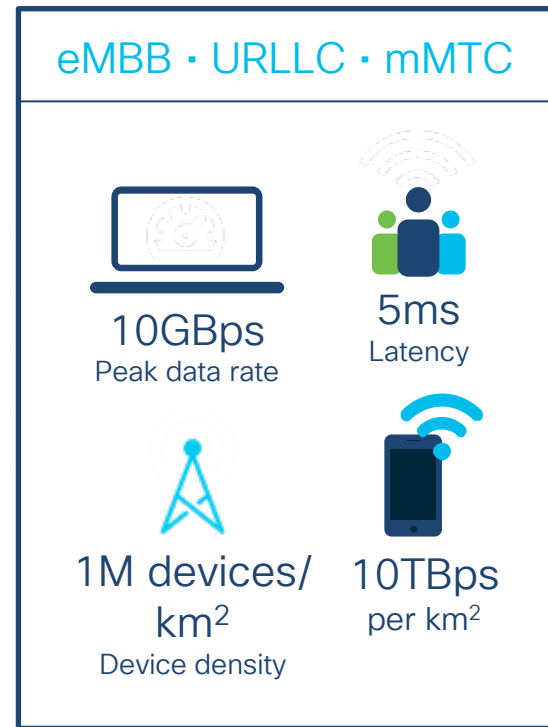 eMBB · URLLC · mMTC
10GBps
Peak data rate
5ms
Latency
1M devices/
km²
Device density
10TBps
per km²